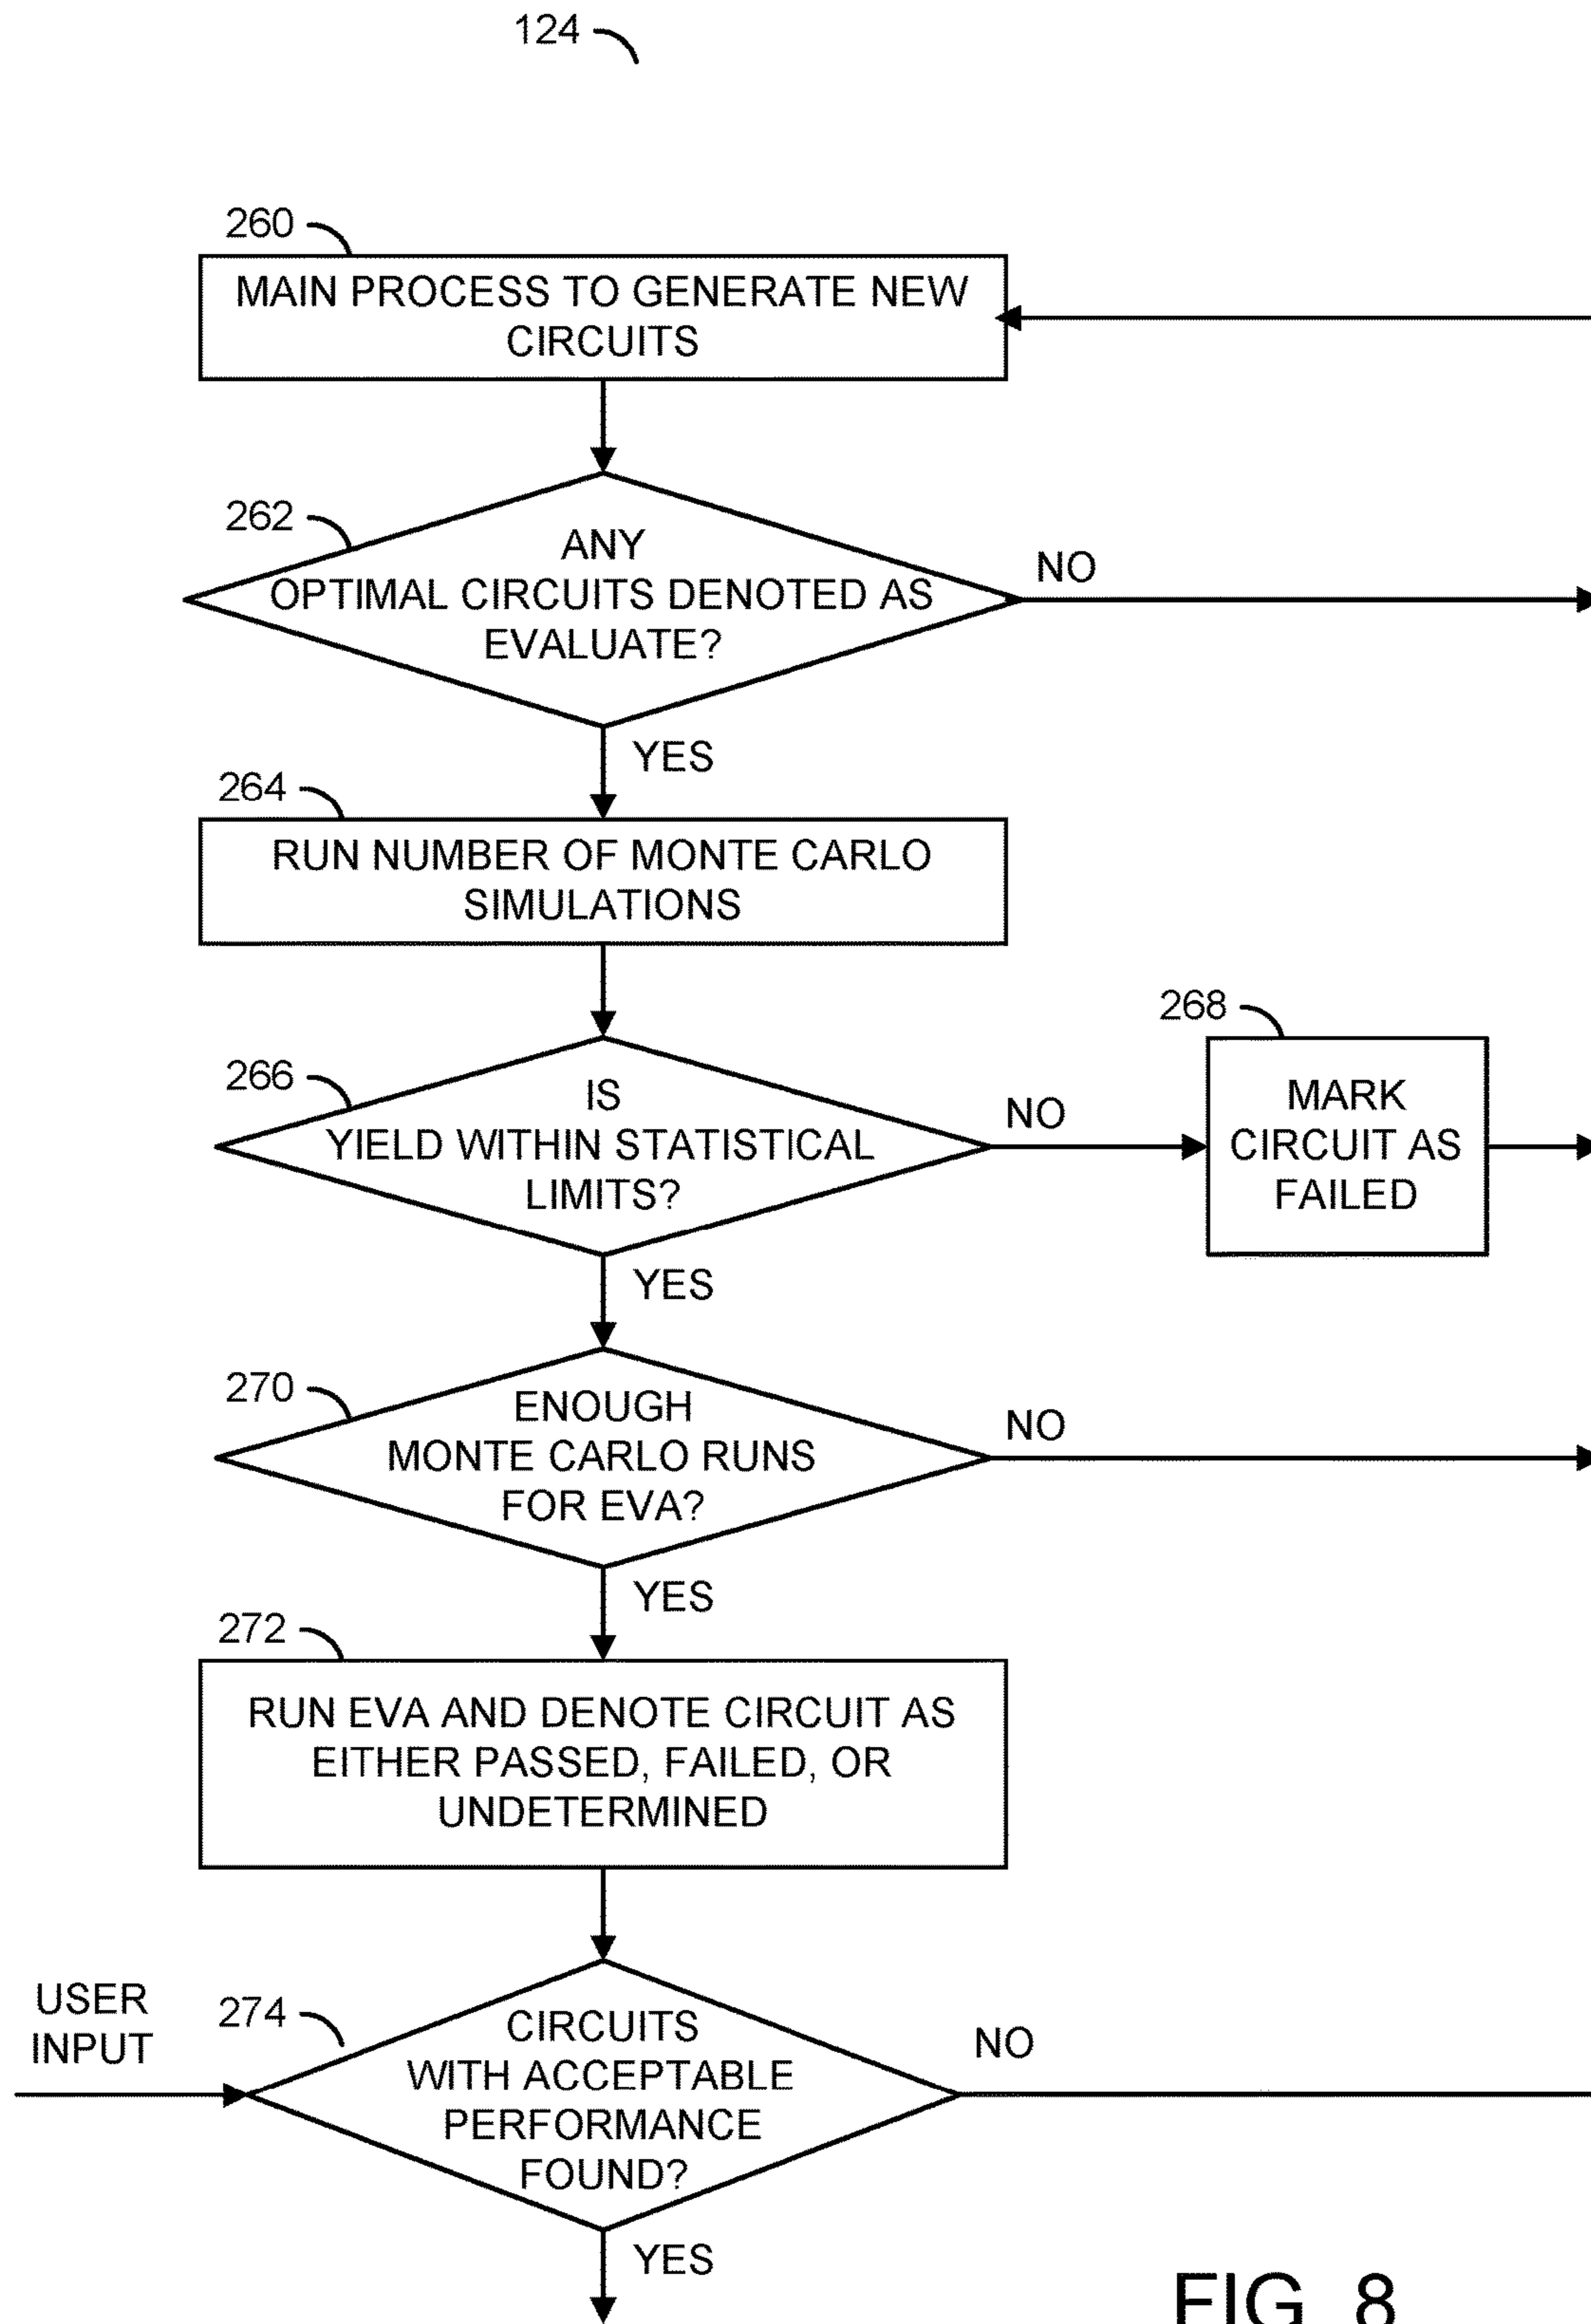 124
260
MAIN PROCESS TO GENERATE NEW
CIRCUITS
262
ANY
OPTIMAL CIRCUITS DENOTED AS
EVALUATE?
NO
YES
264
RUN NUMBER OF MONTE CARLO
SIMULATIONS
266
IS
YIELD WITHIN STATISTICAL
LIMITS?
NO
268
MARK
CIRCUIT AS
FAILED
YES
270
ENOUGH
MONTE CARLO RUNS
FOR EVA?
NO
YES
272
RUN EVA AND DENOTE CIRCUIT AS
EITHER PASSED, FAILED, OR
UNDETERMINED
USER
INPUT
274
CIRCUITS
WITH ACCEPTABLE
PERFORMANCE
FOUND?
NO
YES
FIG. 8